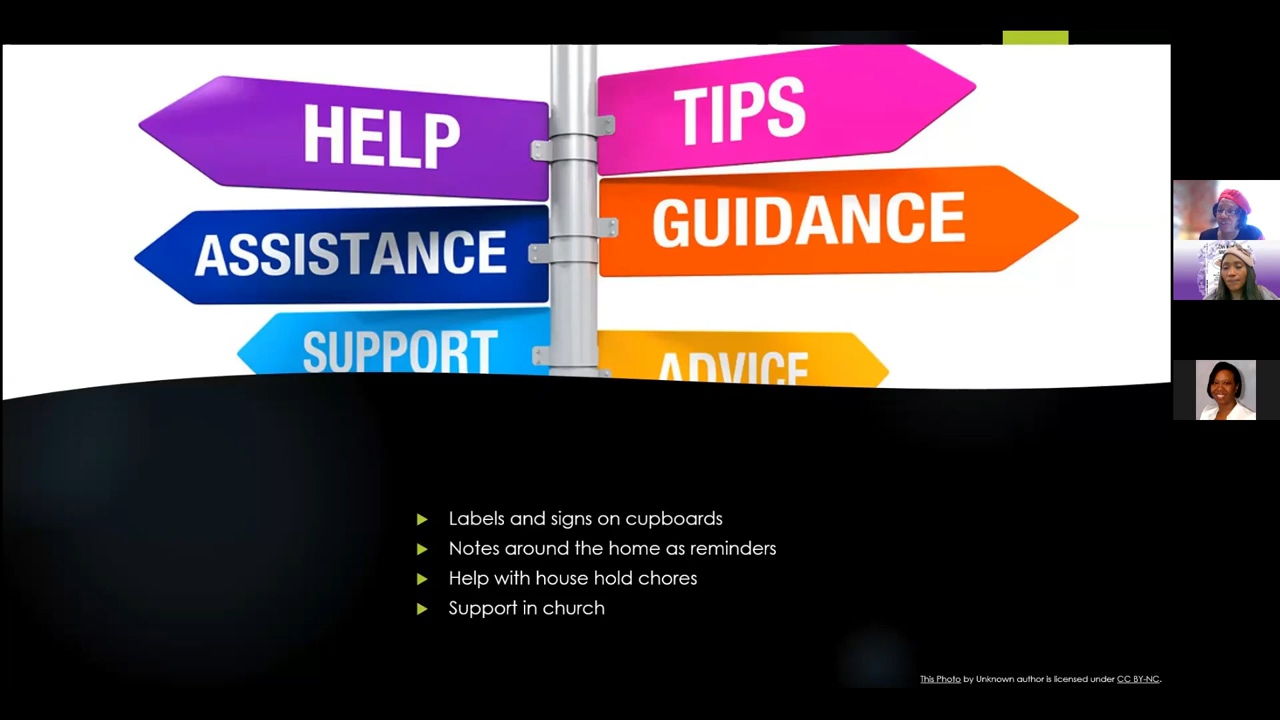 HELP
TIPS
ASSISTANCE
GUIDANCE
SUPPORT
ADVICE
Labels and signs on cupboards
Notes around the home as reminders
Help with house hold chores
Support in church
This Photo by Unknown author is licensed under CC BY-NC.